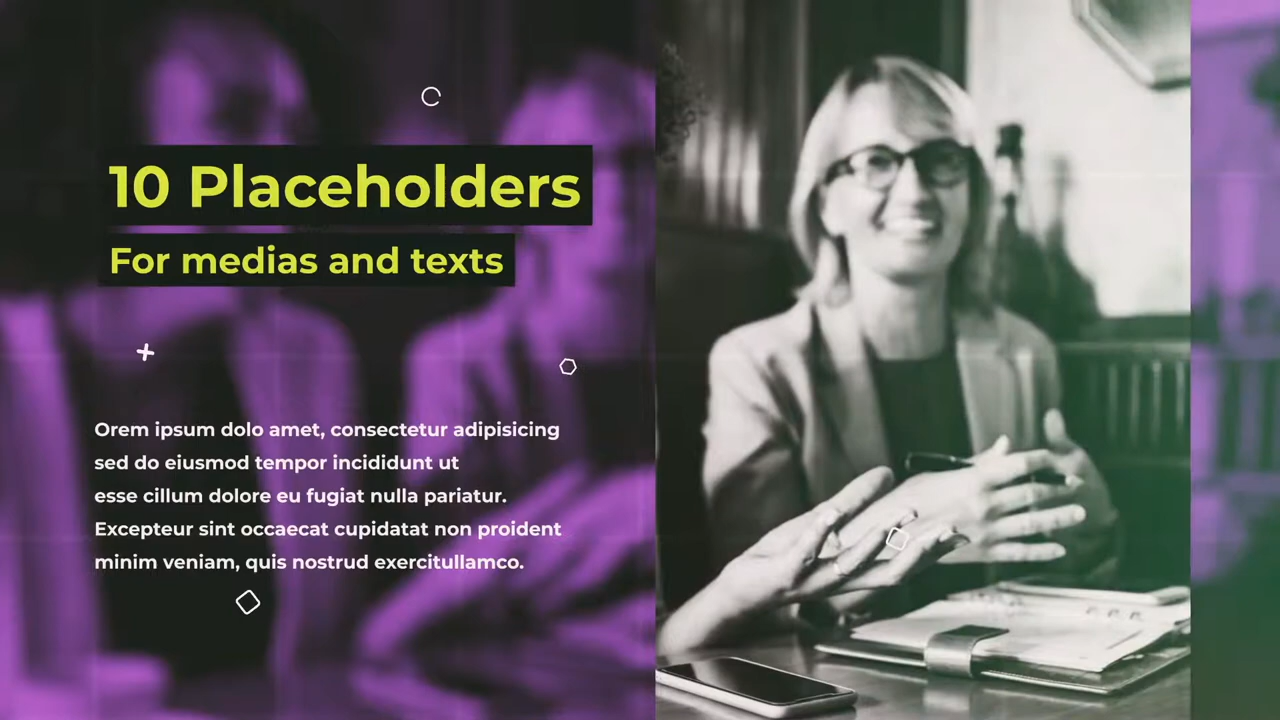 10 Placeholders
For medias and texts
Orem ipsum dolo amet, consectetur adipisicing
sed do eiusmod tempor incididunt ut
esse cillum dolore eu fugiat nulla pariatur.
Excepteur sint occaecat cupidatat non proident
minim veniam, quis nostrud exercitullamco.